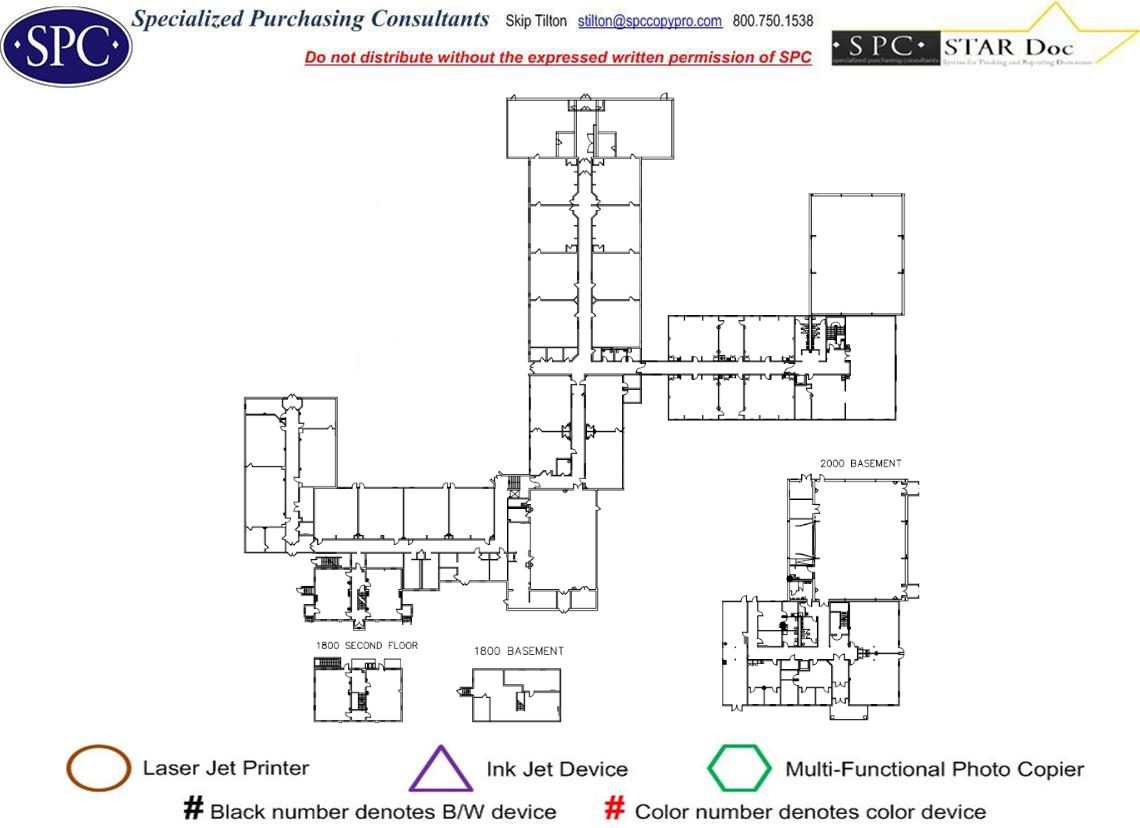 Specialized Purchasing Consultants Skip Tilton stilton@spccopypro.com 800.750.1538
·SPC·
Do not distribute without the expressed written permission of SPC
·SPC· STAR Doc
specialized purchasing consultants System for Tracking and Reporting Documents
2000 BASEMENT
1800 SECOND FLOOR
1800 BASEMENT
Laser Jet Printer Ink Jet Device Multi-Functional Photo Copier
# Black number denotes B/W device # Color number denotes color device